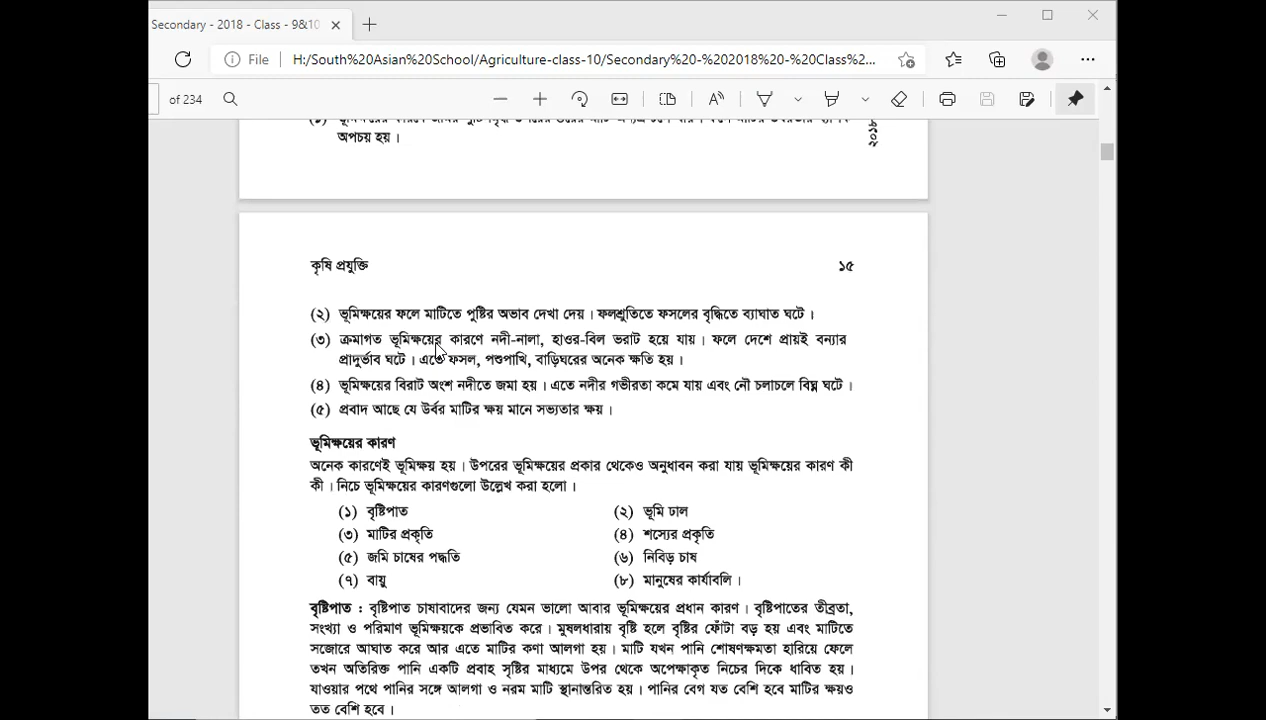 Secondary - 2018 - Class - 9&10
File H:/South%20Asian%20School/Agriculture-class-10/Secondary%20-%202018%20-%20Class%2...
of 234
২০১৮
অপচয় হয়।
কৃষি প্রযুক্তি ১৫
(২) ভূমিক্ষয়ের ফলে মাটিতে পুষ্টির অভাব দেখা দেয়। ফলশ্রুতিতে ফসলের বৃদ্ধিতে ব্যাঘাত ঘটে।
(৩) ক্রমাগত ভূমিক্ষয়ের কারণে নদী-নালা, হাওর-বিল ভরাট হয়ে যায়। ফলে দেশে প্রায়ই বন্যার
প্রাদুর্ভাব ঘটে। এতে ফসল, পশুপাখি, বাড়িঘরের অনেক ক্ষতি হয়।
(৪) ভূমিক্ষয়ের বিরাট অংশ নদীতে জমা হয়। এতে নদীর গভীরতা কমে যায় এবং নৌ চলাচলে বিঘ্ন ঘটে।
(৫) প্রবাদ আছে যে উর্বর মাটির ক্ষয় মানে সভ্যতার ক্ষয়।
ভূমিক্ষয়ের কারণ
অনেক কারণেই ভূমিক্ষয় হয়। উপরের ভূমিক্ষয়ের প্রকার থেকেও অনুধাবন করা যায় ভূমিক্ষয়ের কারণ কী
কী। নিচে ভূমিক্ষয়ের কারণগুলো উল্লেখ করা হলো।
(১) বৃষ্টিপাত (২) ভূমি ঢাল
(৩) মাটির প্রকৃতি (৪) শস্যের প্রকৃতি
(৫) জমি চাষের পদ্ধতি (৬) নিবিড় চাষ
(৭) বায়ু (৮) মানুষের কার্যাবলি।
বৃষ্টিপাত : বৃষ্টিপাত চাষাবাদের জন্য যেমন ভালো আবার ভূমিক্ষয়ের প্রধান কারণ। বৃষ্টিপাতের তীব্রতা,
সংখ্যা ও পরিমাণ ভূমিক্ষয়কে প্রভাবিত করে। মুষলধারায় বৃষ্টি হলে বৃষ্টির ফোঁটা বড় হয় এবং মাটিতে
সজোরে আঘাত করে আর এতে মাটির কণা আলগা হয়। মাটি যখন পানি শোষণক্ষমতা হারিয়ে ফেলে
তখন অতিরিক্ত পানি একটি প্রবাহ সৃষ্টির মাধ্যমে উপর থেকে অপেক্ষাকৃত নিচের দিকে ধাবিত হয়।
যাওয়ার পথে পানির সঙ্গে আলগা ও নরম মাটি স্থানান্তরিত হয়। পানির বেগ যত বেশি হবে মাটির ক্ষয়ও
তত বেশি হবে।